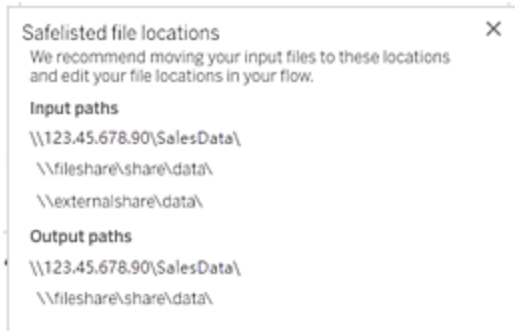 Safelisted file locations
We recommend moving your input files to these locations
and edit your file locations in your flow.
Input paths
\\123.45.678.90\SalesData\
\\fileshare\share\data\
\\externalshare\data\
Output paths
\\123.45.678.90\SalesData\
\\fileshare\share\data\